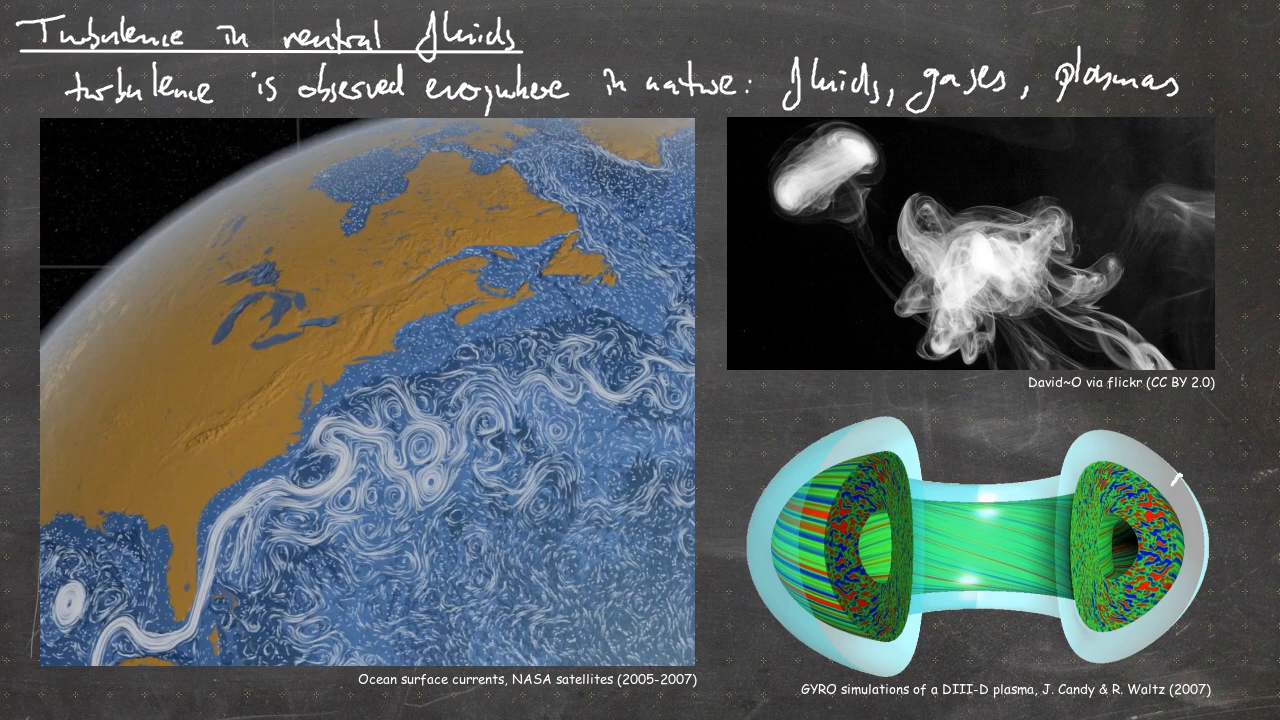 Turbulence in neutral fluids
turbulence is observed everywhere in nature: fluids, gases, plasmas
David~O via flickr (CC BY 2.0)
Ocean surface currents, NASA satellites (2005-2007)
GYRO simulations of a DIII-D plasma, J. Candy & R. Waltz (2007)